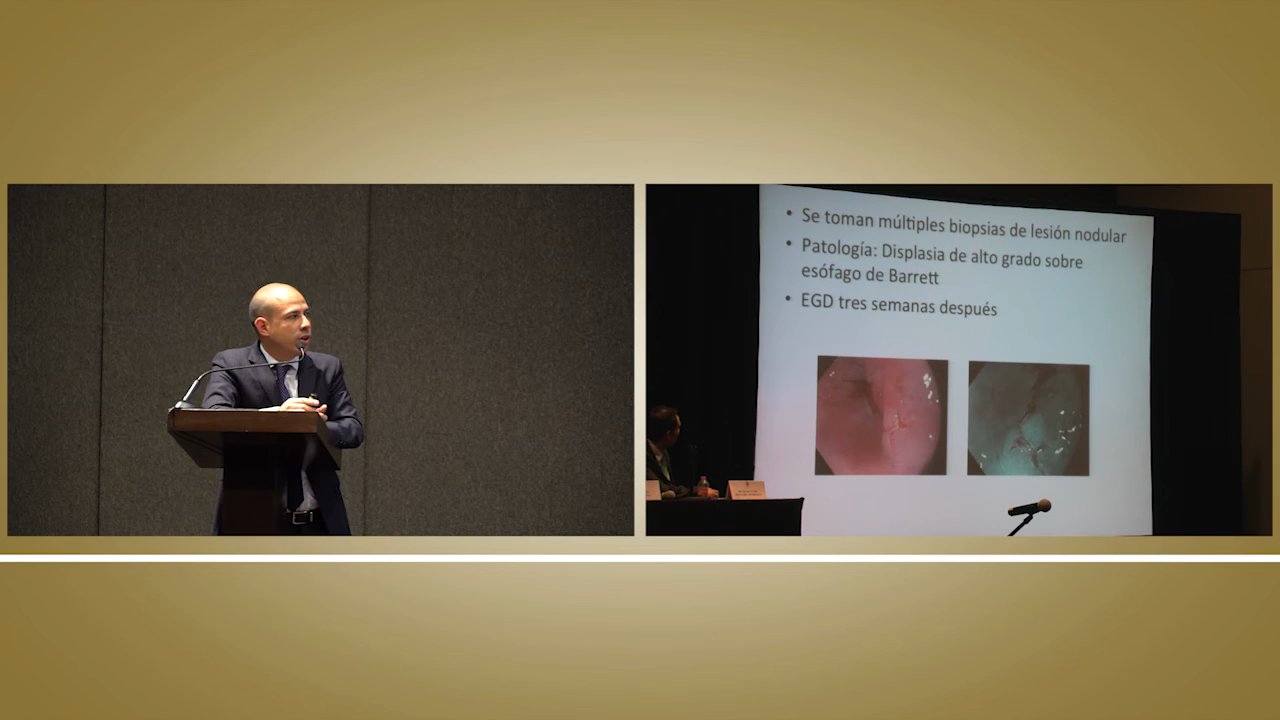 • Se toman múltiples biopsias de lesión nodular
• Patología: Displasia de alto grado sobre
esófago de Barrett
• EGD tres semanas después